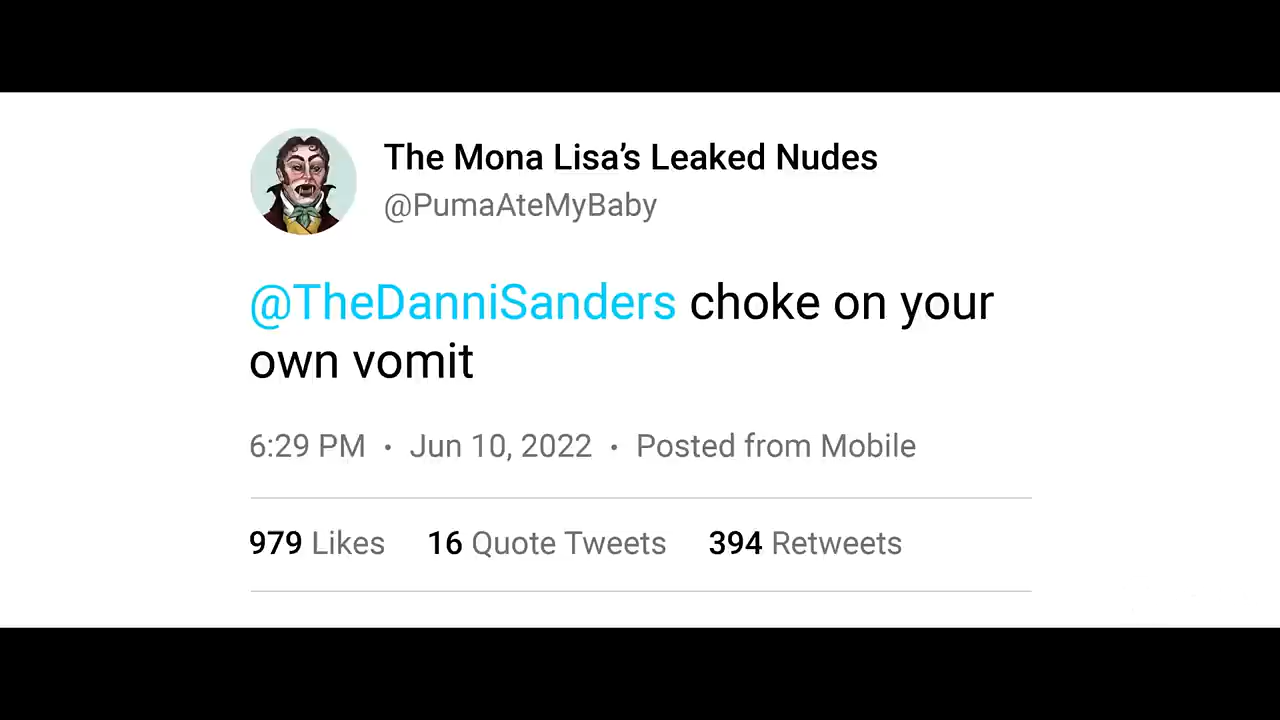 The Mona Lisa’s Leaked Nudes
@PumaAteMyBaby
@TheDanniSanders choke on your
own vomit
6:29 PM • Jun 10, 2022 • Posted from Mobile
979 Likes 16 Quote Tweets 394 Retweets